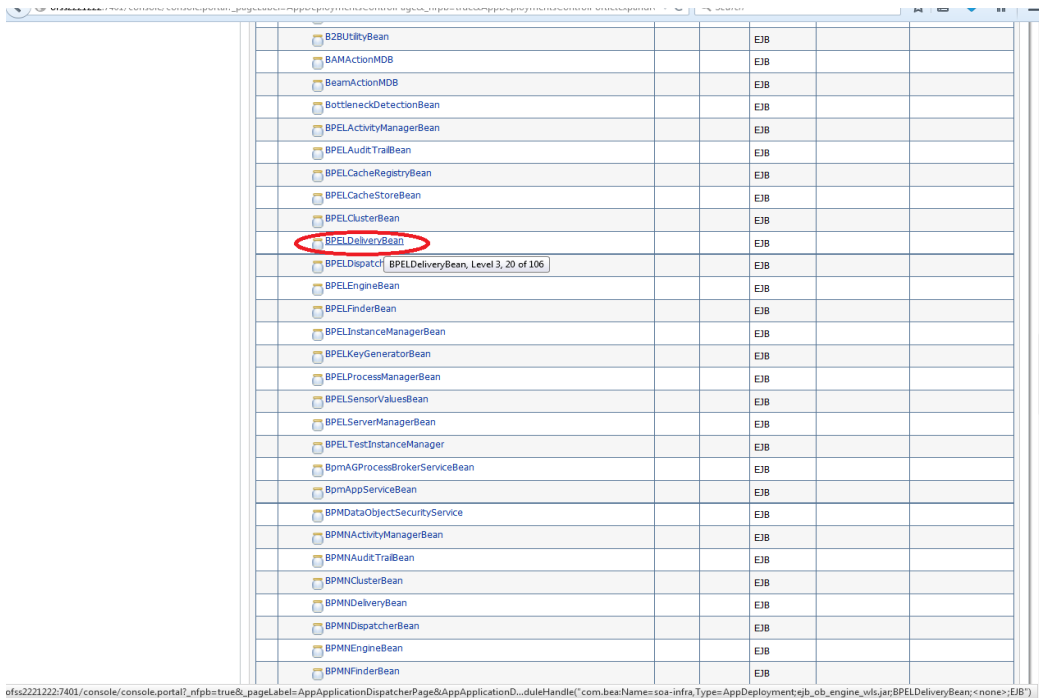 B2BUtilityBean EJB
BAMActionMDB EJB
BeamActionMDB EJB
BottleneckDetectionBean EJB
BPELActivityManagerBean EJB
BPELAuditTrailBean EJB
BPELCacheRegistryBean EJB
BPELCacheStoreBean EJB
BPELClusterBean EJB
BPELDeliveryBean EJB
BPELDispatch BPELDeliveryBean, Level 3, 20 of 106 EJB
BPELEngineBean EJB
BPELFinderBean EJB
BPELInstanceManagerBean EJB
BPELKeyGeneratorBean EJB
BPELProcessManagerBean EJB
BPELSensorValuesBean EJB
BPELServerManagerBean EJB
BPELTestInstanceManager EJB
BpmAGProcessBrokerServiceBean EJB
BpmAppServiceBean EJB
BPMDataObjectSecurityService EJB
BPMNActivityManagerBean EJB
BPMNAuditTrailBean EJB
BPMNClusterBean EJB
BPMNDeliveryBean EJB
BPMNDispatcherBean EJB
BPMNEngineBean EJB
BPMNFinderBean EJB
ofss2221222:7401/console/console.portal?_nfpb=true&_pageLabel=AppApplicationDispatcherPage&AppApplicationD...duleHandle("com.bea:Name=soa-infra,Type=AppDeployment;ejb_ob_engine_wls.jar;BPELDeliveryBean;<none>;EJB")